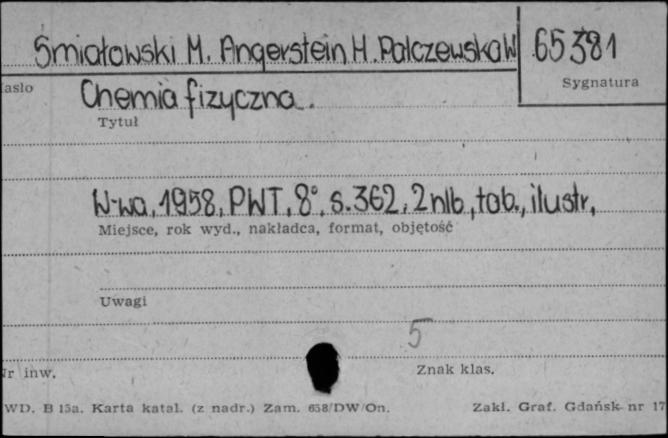 Śmiałowski M. Angerstein H. Palczewska W 65381
asło Sygnatura
Chemia fizyczna.
Tytuł
W-wa, 1958, PWT, 8°, s. 362, 2 nlb, tab., ilustr,
Miejsce, rok wyd., nakładca, format, objętość
Uwagi
5
Nr inw. Znak klas.
WD. B 15a. Karta katal. (z nadr.) Zam. 658/DW/On. Zakł. Graf. Gdańsk nr 17